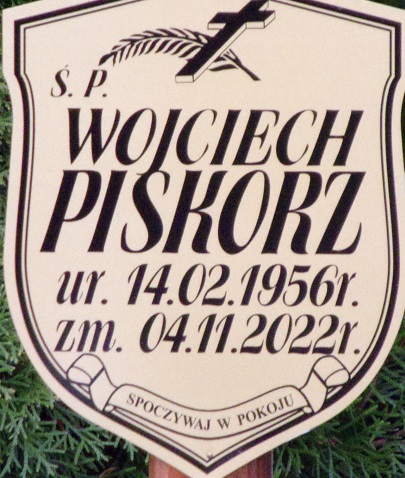 Ś. P.
WOJCIECH
PISKORZ
ur. 14.02.1956r.
zm. 04.11.2022r.
SPOCZYWAJ W POKOJU